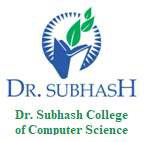 DR. SUBHASH
Dr. Subhash College
of Computer Science